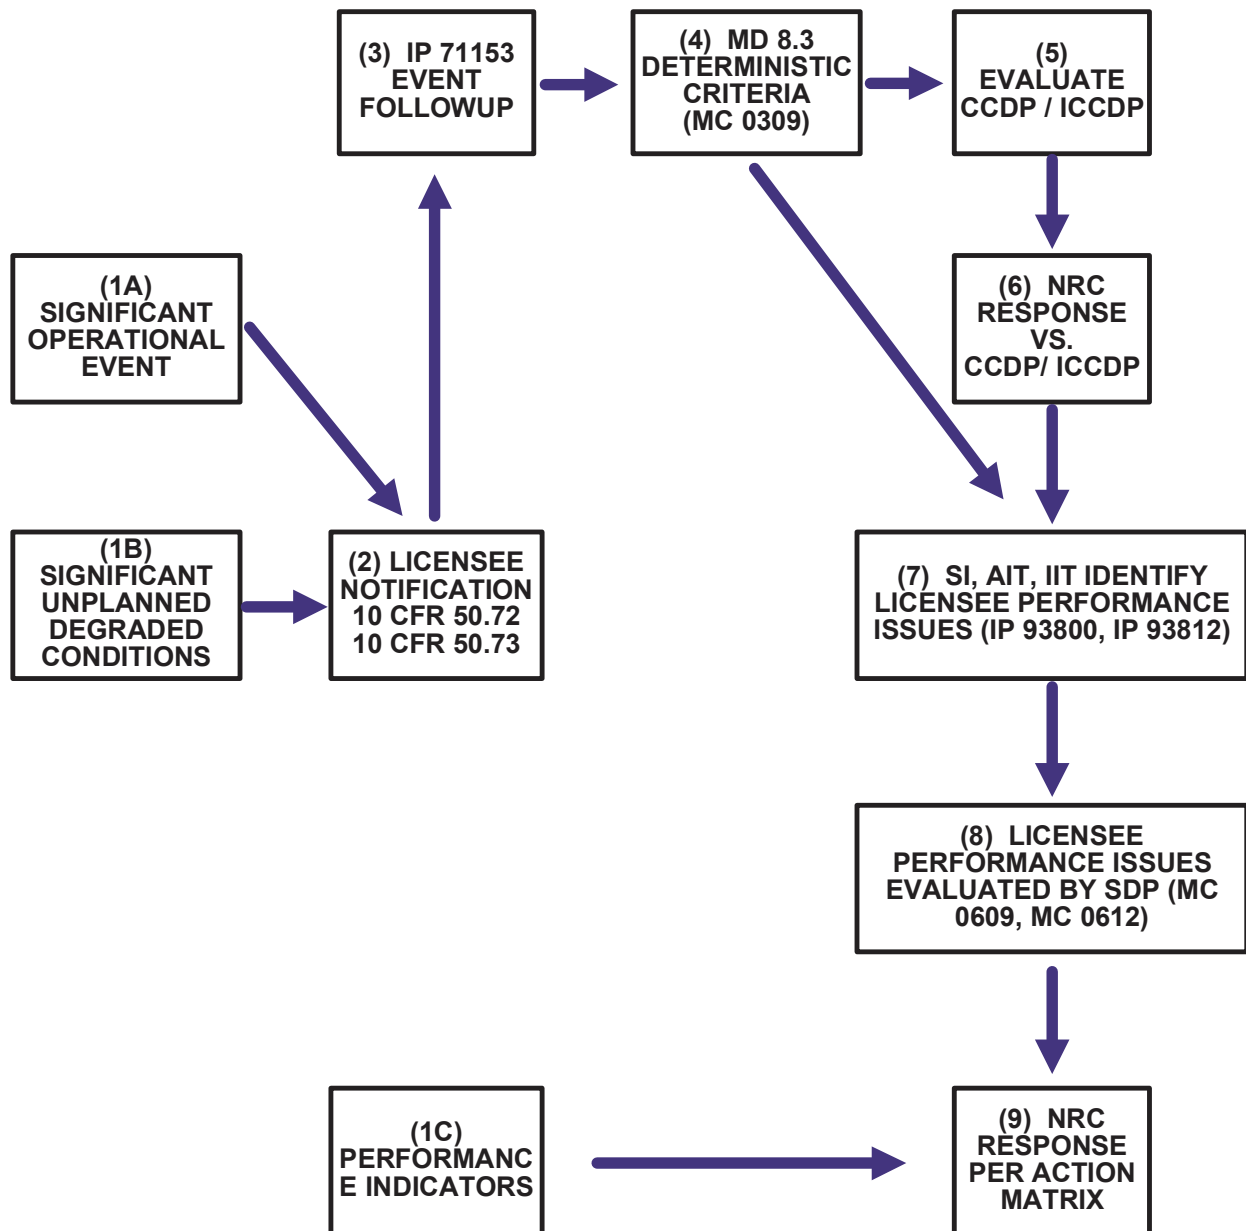 (3) IP 71153
EVENT
FOLLOWUP
(4) MD 8.3
DETERMINISTIC
CRITERIA
(MC 0309)
(5)
EVALUATE
CCDP / ICCDP
(1A)
SIGNIFICANT
OPERATIONAL
EVENT
(6) NRC
RESPONSE
VS.
CCDP/ ICCDP
(1B)
SIGNIFICANT
UNPLANNED
DEGRADED
CONDITIONS
(2) LICENSEE
NOTIFICATION
10 CFR 50.72
10 CFR 50.73
(7) SI, AIT, IIT IDENTIFY
LICENSEE PERFORMANCE
ISSUES (IP 93800, IP 93812)
(8) LICENSEE
PERFORMANCE ISSUES
EVALUATED BY SDP (MC
0609, MC 0612)
(1C)
PERFORMANC
E INDICATORS
(9) NRC
RESPONSE
PER ACTION
MATRIX